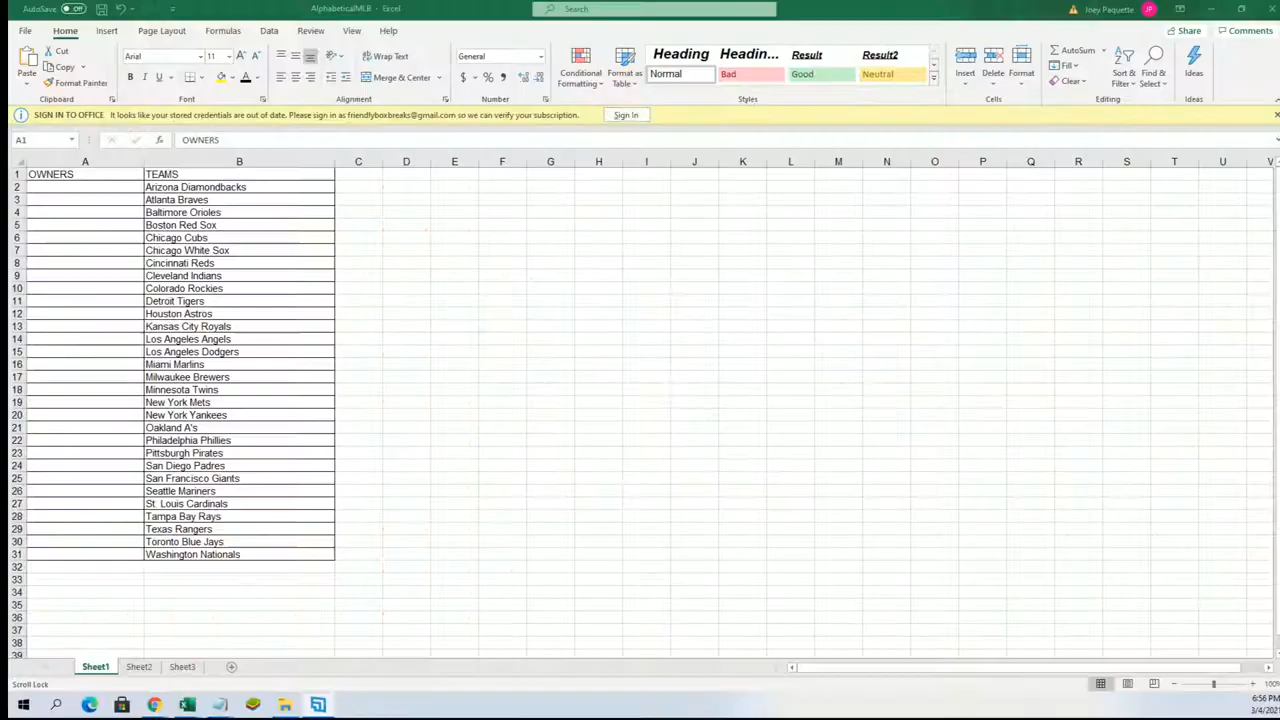 AutoSave Off AlphabeticalMLB - Excel Search Joey Paquette JP
File Home Insert Page Layout Formulas Data Review View Help Share Comments
Paste Cut Copy Format Painter
Arial 11 Wrap Text Merge & Center
General
Conditional Formatting Format as Table
Heading Headin... Result Result2
Normal Bad Good Neutral
Insert Delete Format
AutoSum Fill Clear Sort & Filter Find & Select Ideas
Clipboard Font Alignment Number Styles Cells Editing Ideas
SIGN IN TO OFFICE It looks like your stored credentials are out of date. Please sign in as friendlyboxbreaks@gmail.com so we can verify your subscription. Sign In
A1 fx OWNERS
A B C D E F G H I J K L M N O P Q R S T U V
1 OWNERS TEAMS
2 Arizona Diamondbacks
3 Atlanta Braves
4 Baltimore Orioles
5 Boston Red Sox
6 Chicago Cubs
7 Chicago White Sox
8 Cincinnati Reds
9 Cleveland Indians
10 Colorado Rockies
11 Detroit Tigers
12 Houston Astros
13 Kansas City Royals
14 Los Angeles Angels
15 Los Angeles Dodgers
16 Miami Marlins
17 Milwaukee Brewers
18 Minnesota Twins
19 New York Mets
20 New York Yankees
21 Oakland A's
22 Philadelphia Phillies
23 Pittsburgh Pirates
24 San Diego Padres
25 San Francisco Giants
26 Seattle Mariners
27 St. Louis Cardinals
28 Tampa Bay Rays
29 Texas Rangers
30 Toronto Blue Jays
31 Washington Nationals
32
33
34
35
36
37
38
39
Sheet1 Sheet2 Sheet3
Scroll Lock 100%
6:56 PM
3/4/2021